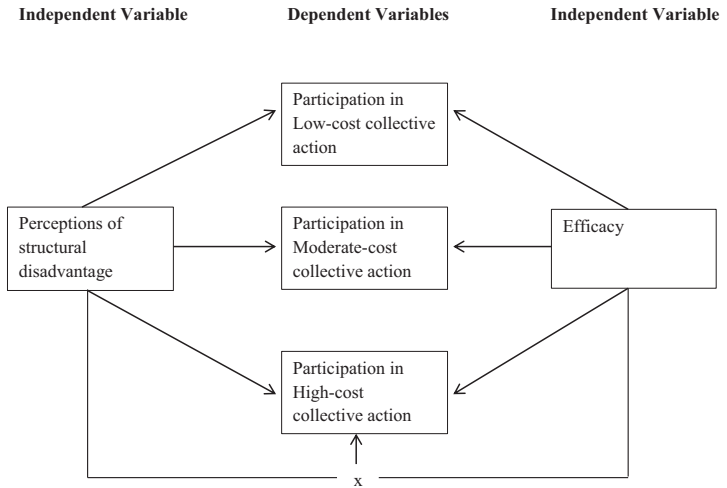 Independent Variable
Dependent Variables
Independent Variable
Participation in
Low-cost collective
action
Perceptions of
structural
disadvantage
Participation in
Moderate-cost
collective action
Efficacy
Participation in
High-cost
collective action
x